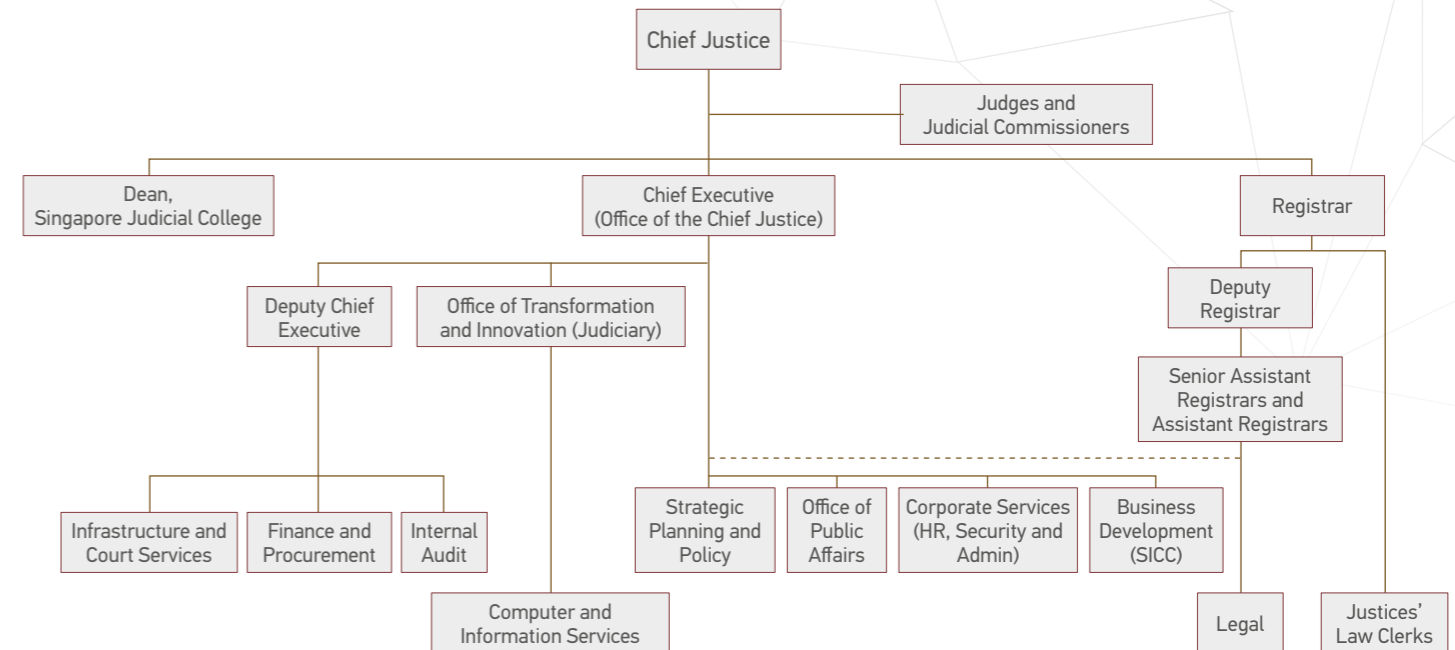 Chief Justice
Judges and
Judicial Commissioners
Dean,
Singapore Judicial College
Chief Executive
(Office of the Chief Justice)
Registrar
Deputy Chief
Executive
Office of Transformation
and Innovation (Judiciary)
Deputy
Registrar
Senior Assistant
Registrars and
Assistant Registrars
Infrastructure and
Court Services
Finance and
Procurement
Internal
Audit
Strategic
Planning and
Policy
Office of
Public
Affairs
Corporate Services
(HR, Security and
Admin)
Business
Development
(SICC)
Computer and
Information Services
Legal
Justices’
Law Clerks